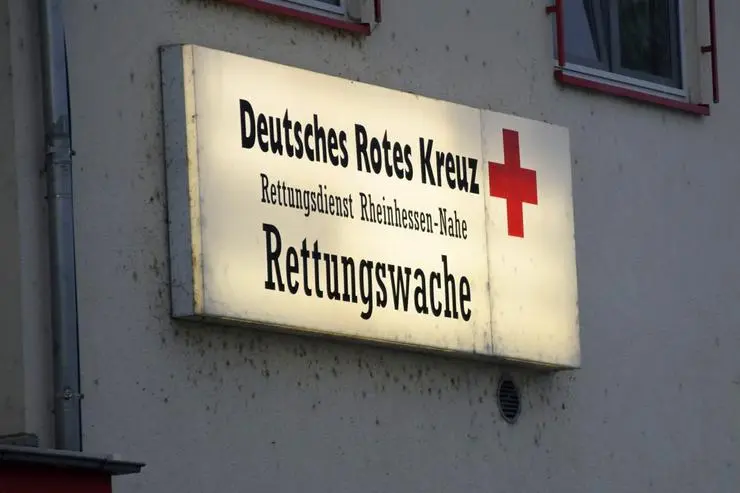 Deutsches Rotes Kreuz
Rettungsdienst Rheinhessen-Nahe
Rettungswache